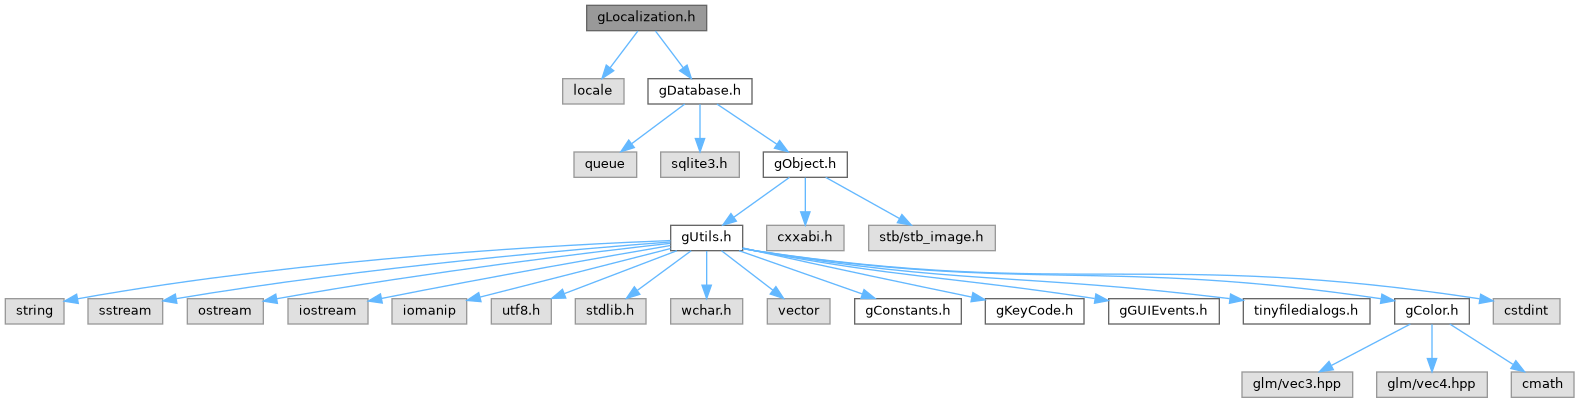 gLocalization.h
locale
gDatabase.h
queue
sqlite3.h
gObject.h
gUtils.h
cxxabi.h
stb/stb_image.h
string
sstream
ostream
iostream
iomanip
utf8.h
stdlib.h
wchar.h
vector
gConstants.h
gKeyCode.h
gGUIEvents.h
tinyfiledialogs.h
gColor.h
cstdint
glm/vec3.hpp
glm/vec4.hpp
cmath